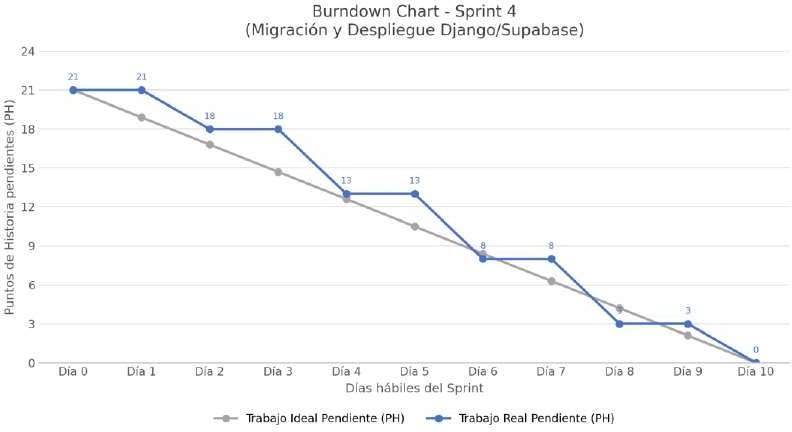 Burndown Chart - Sprint 4
(Migración y Despliegue Django/Supabase)
Puntos de Historia pendientes (PH)
24
21
18
15
12
9
6
3
0
21
21
18
18
13
13
8
8
3
3
0
Día 0
Día 1
Día 2
Día 3
Día 4
Día 5
Día 6
Día 7
Día 8
Día 9
Día 10
Días hábiles del Sprint
Trabajo Ideal Pendiente (PH)
Trabajo Real Pendiente (PH)